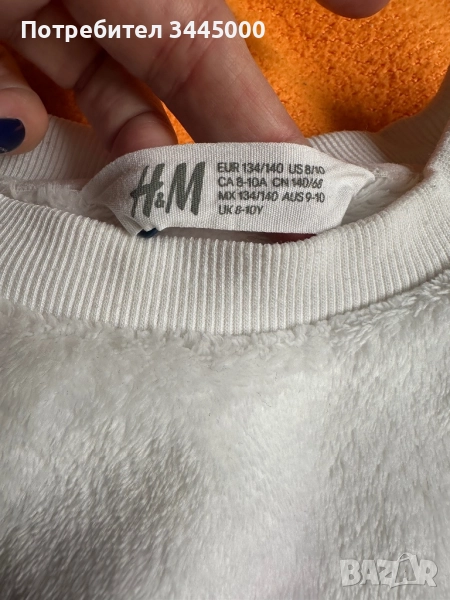 Потребител 3445000
H&M
EUR 134/140 US 8/10
CA 8-10A CN 140/68
MX 134/140 AUS 9-10
UK 8-10Y
BAZAR